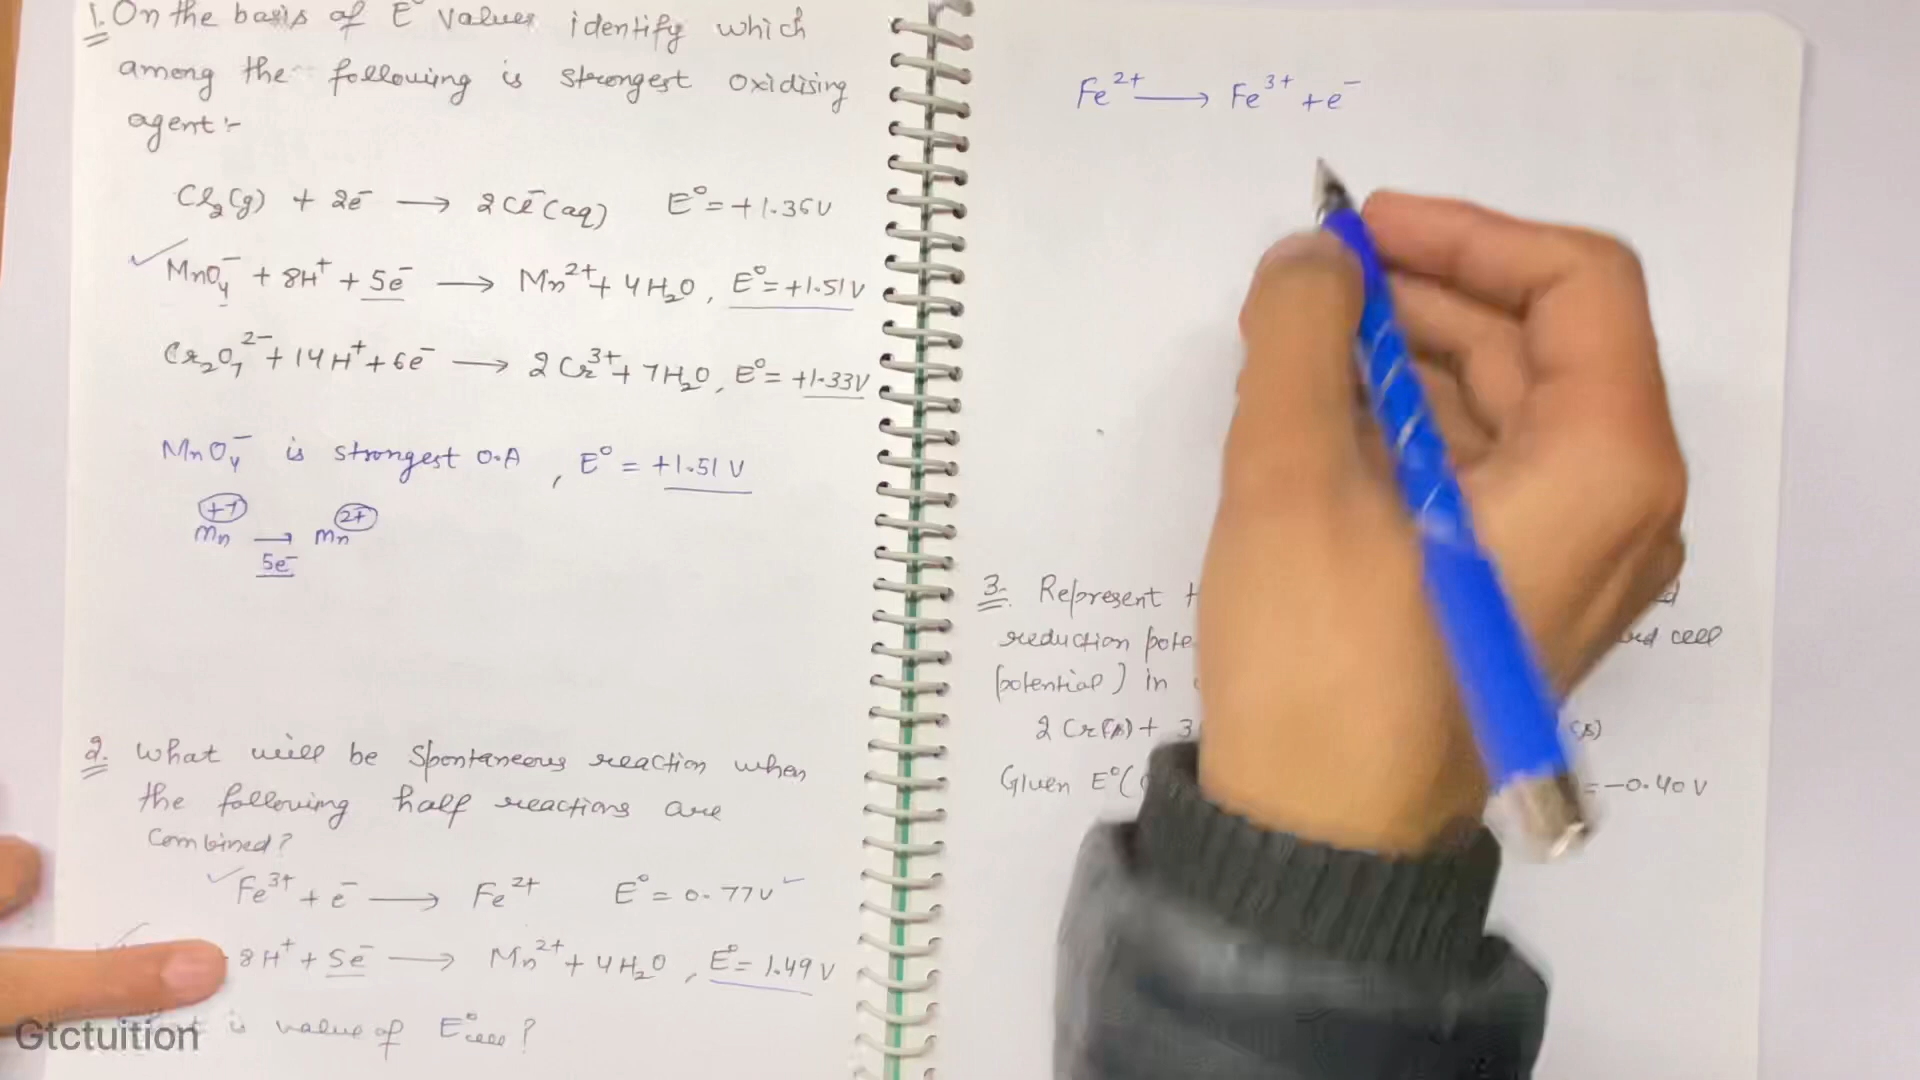 1. On the basis of E° values identify which
among the following is strongest oxidising
agent :-
Cl₂(g) + 2e⁻ → 2Cl⁻(aq) E° = +1.36V
MnO₄⁻ + 8H⁺ + 5e⁻ → Mn²⁺ + 4H₂O, E° = +1.51V
Cr₂O₇²⁻ + 14H⁺ + 6e⁻ → 2Cr³⁺ + 7H₂O, E° = +1.33V
MnO₄⁻ is strongest O.A, E° = +1.51 V
+7 2+
Mn → Mn
5e⁻
2. What will be Spontaneous reaction when
the following half reactions are
Combined?
Fe³⁺ + e⁻ → Fe²⁺ E° = 0.77V
8H⁺ + 5e⁻ → Mn²⁺ + 4H₂O, E° = 1.49V
is value of E°cell?
Gtctuition
Fe²⁺ → Fe³⁺ + e⁻
3. Represent
reduction cell
potential) in
2Cr(s) + 3 (s)
Given E°( = -0.40V